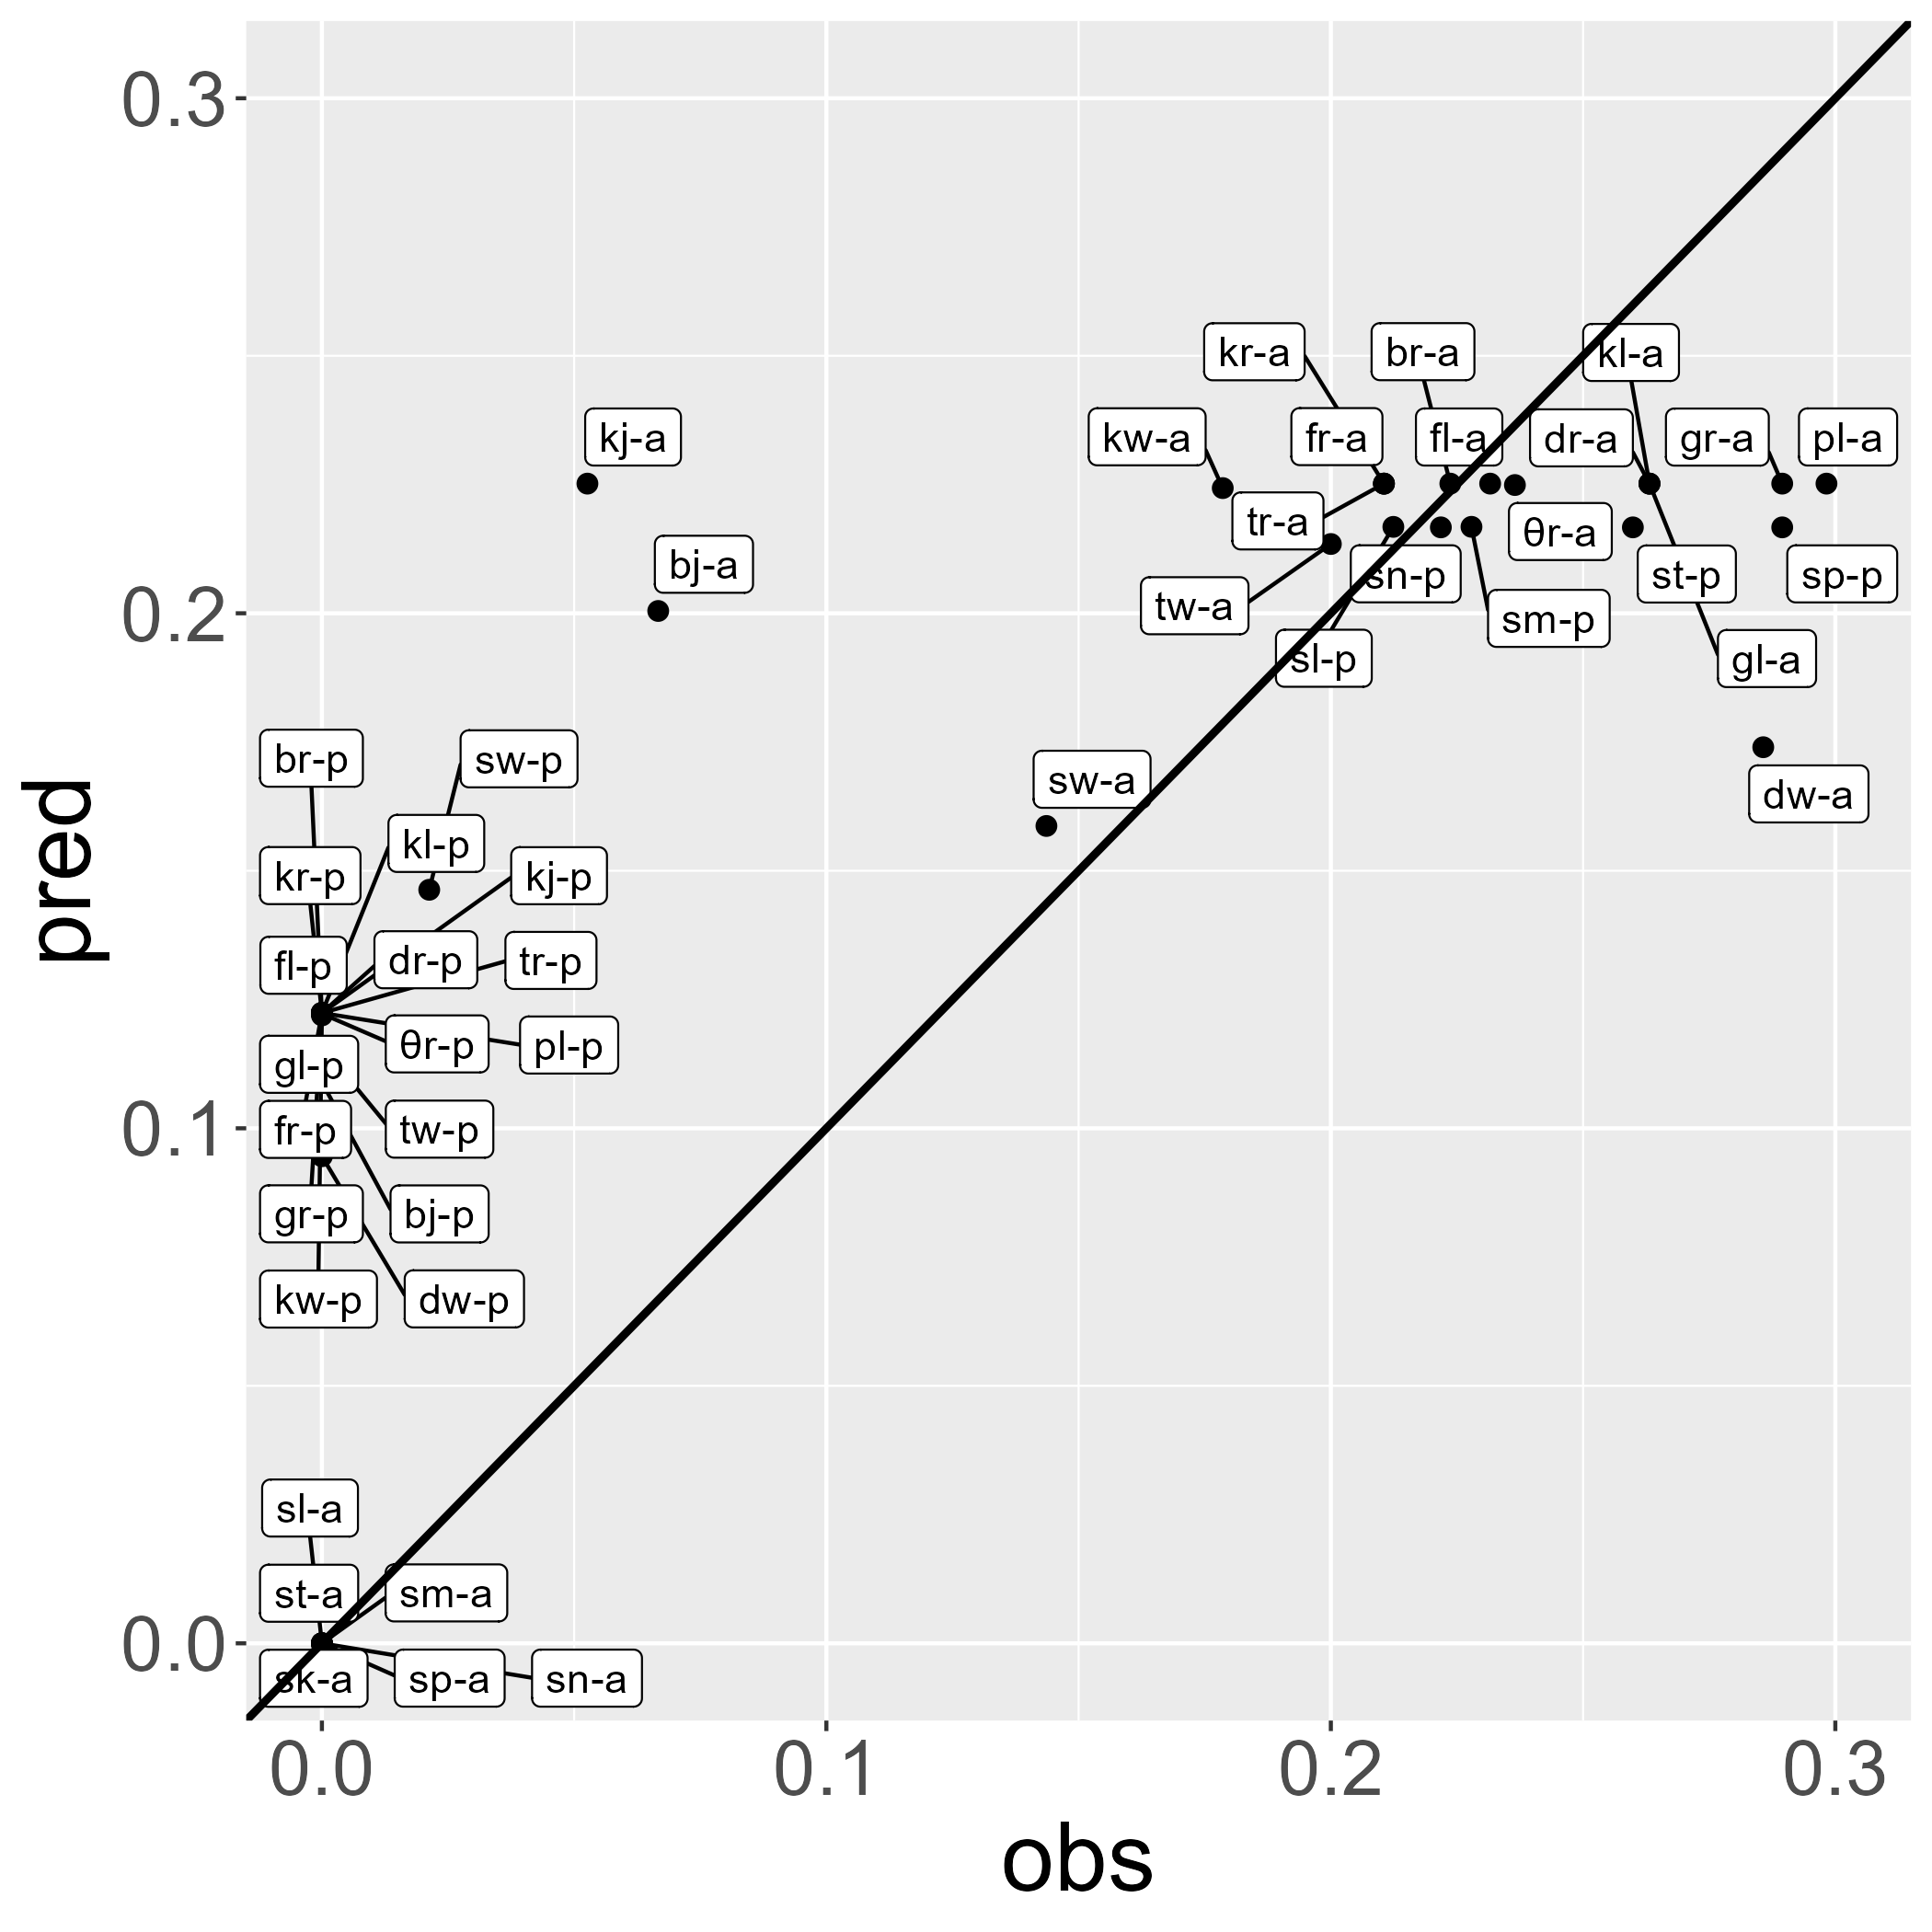 0.3
kr-a
br-a
kl-a
kj-a
kw-a
fr-a
fl-a
dr-a
gr-a
pl-a
tr-a
θr-a
bj-a
sn-p
st-p
sp-p
0.2
tw-a
sm-p
sl-p
gl-a
br-p
sw-p
sw-a
dw-a
kl-p
kr-p
kj-p
pred
fl-p
dr-p
tr-p
gl-p
θr-p
pl-p
0.1
fr-p
tw-p
gr-p
bj-p
kw-p
dw-p
sl-a
st-a
sm-a
0.0
sk-a
sp-a
sn-a
0.0
0.1
0.2
0.3
obs